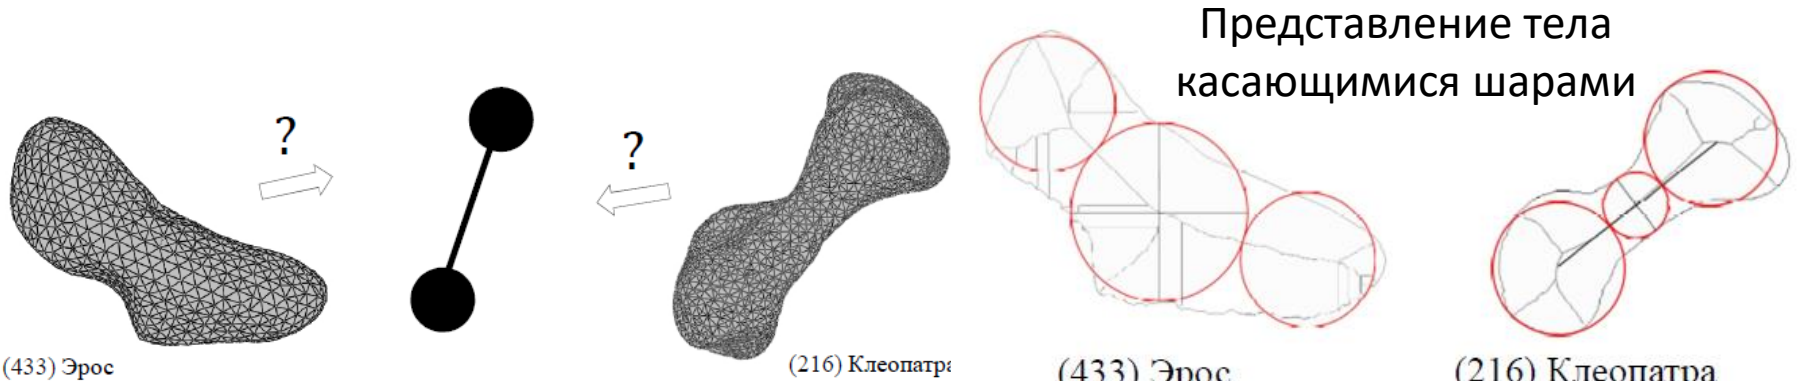 Представление тела
касающимися шарами
?
?
(433) Эрос
(216) Клеопатра
(433) Эрос
(216) Клеопатра